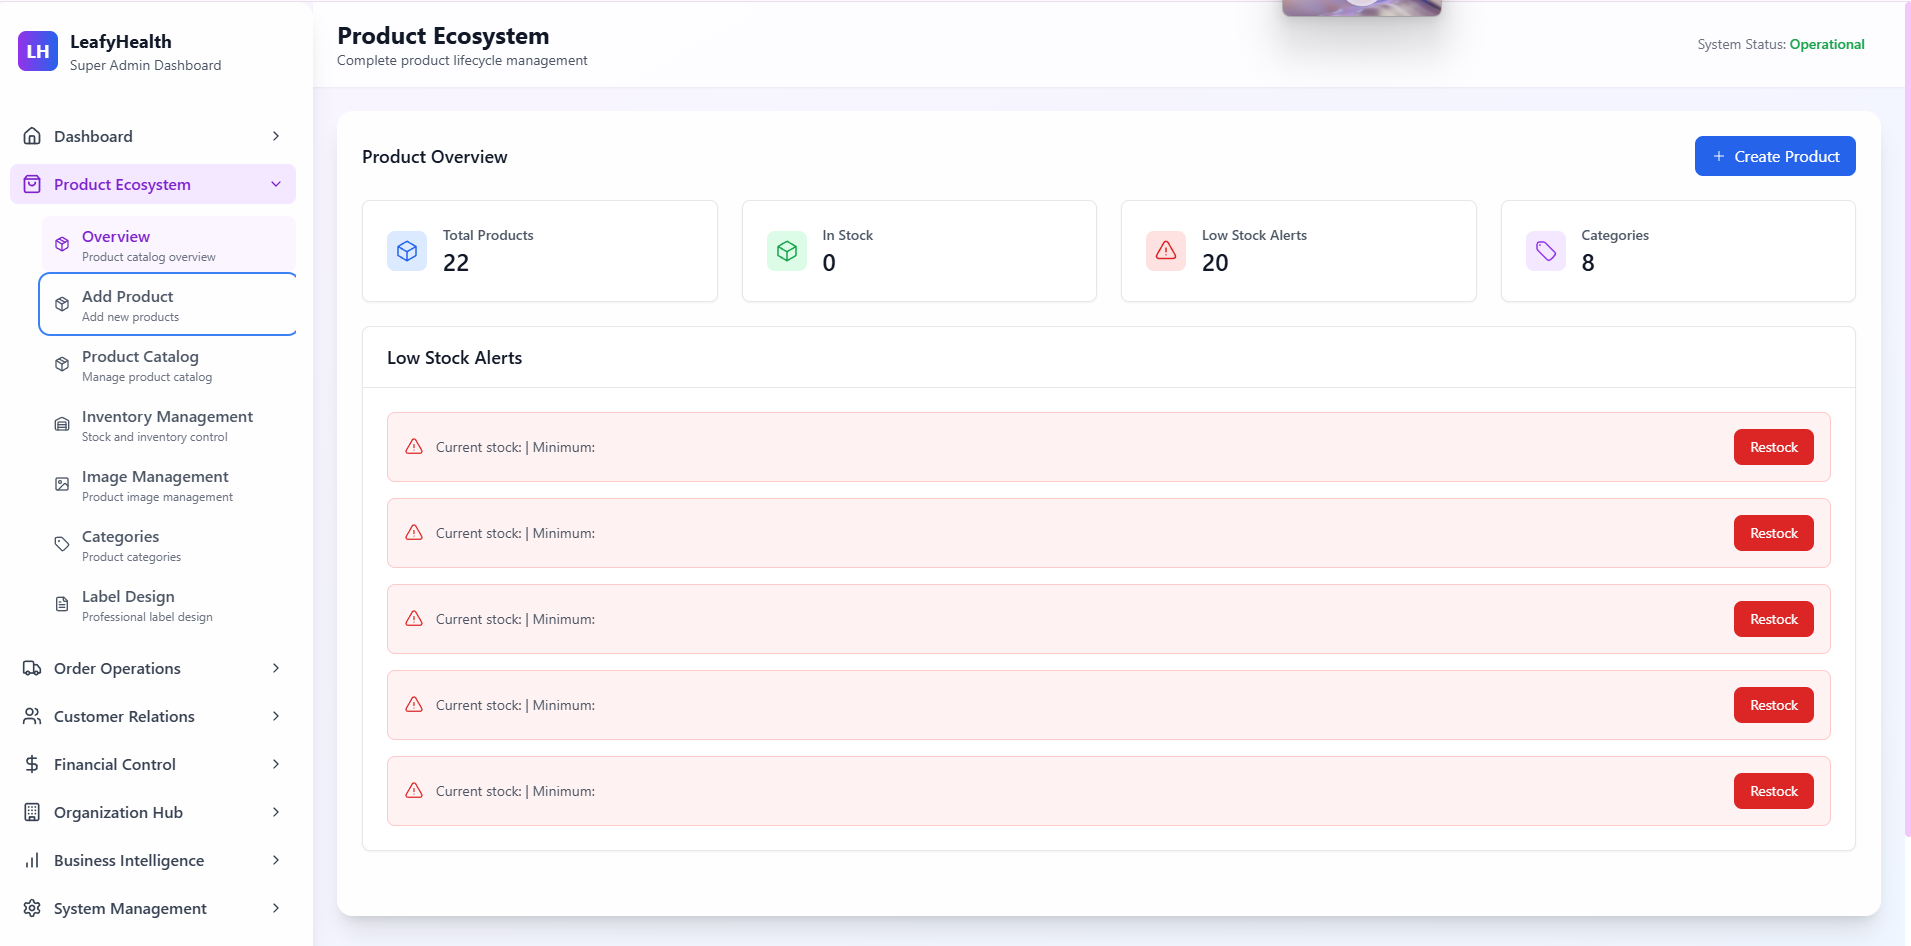 LH
LeafyHealth
Super Admin Dashboard
Dashboard
Product Ecosystem
Overview
Product catalog overview
Add Product
Add new products
Product Catalog
Manage product catalog
Inventory Management
Stock and inventory control
Image Management
Product image management
Categories
Product categories
Label Design
Professional label design
Order Operations
Customer Relations
Financial Control
Organization Hub
Business Intelligence
System Management
Product Ecosystem
Complete product lifecycle management
System Status: Operational
Product Overview
+ Create Product
Total Products
22
In Stock
0
Low Stock Alerts
20
Categories
8
Low Stock Alerts
Current stock: | Minimum:
Restock
Current stock: | Minimum:
Restock
Current stock: | Minimum:
Restock
Current stock: | Minimum:
Restock
Current stock: | Minimum:
Restock